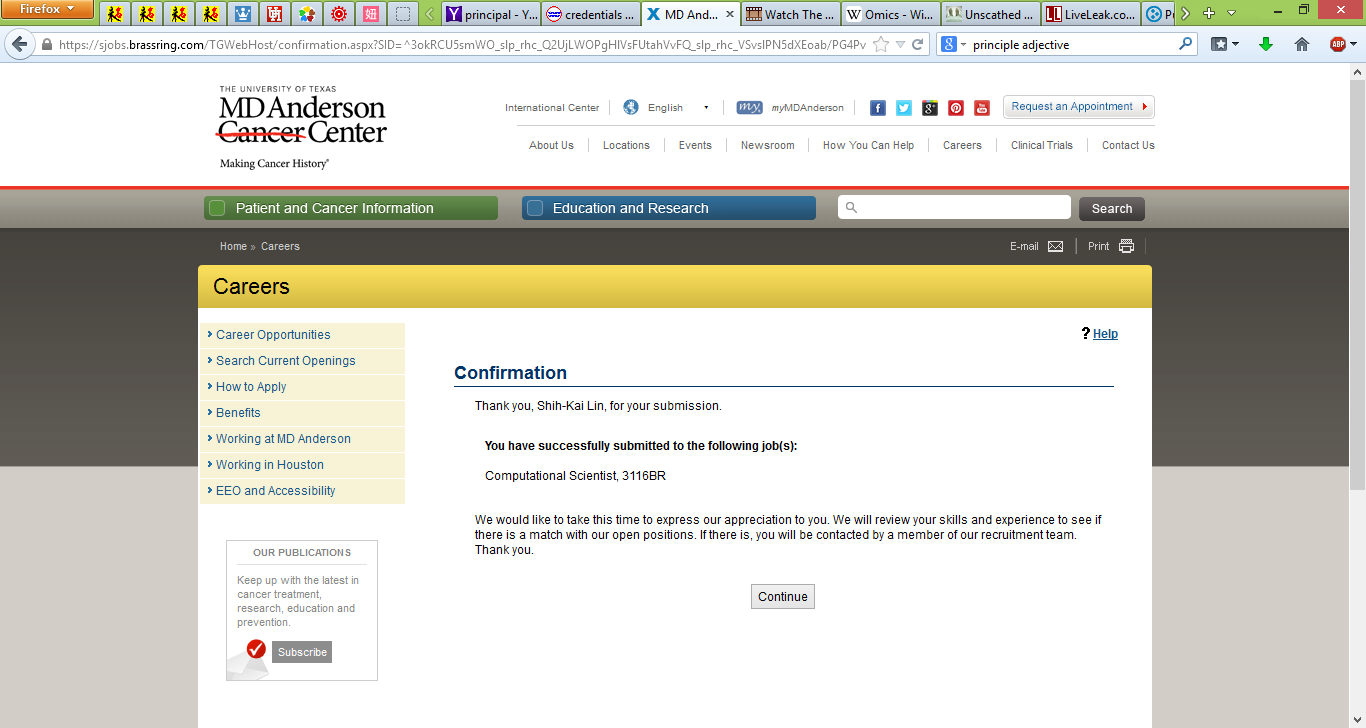 Firefox
principal - Y...
credentials ...
MD And...
Watch The ...
Omics - Wi...
Unscathed ...
LiveLeak.co...
https://sjobs.brassring.com/TGWebHost/confirmation.aspx?SID=^3okRCU5smWO_slp_rhc_Q2UjLWOPgHIVsFUtahVvFQ_slp_rhc_VSvsIPN5dXEoab/PG4Pv
principle adjective
ABP
THE UNIVERSITY OF TEXAS
MD Anderson
Cancer Center
Making Cancer History®
International Center
English
my
myMDAnderson
Request an Appointment
About Us
Locations
Events
Newsroom
How You Can Help
Careers
Clinical Trials
Contact Us
Patient and Cancer Information
Education and Research
Search
Home » Careers
E-mail
Print
Careers
Career Opportunities
Search Current Openings
How to Apply
Benefits
Working at MD Anderson
Working in Houston
EEO and Accessibility
OUR PUBLICATIONS
Keep up with the latest in
cancer treatment,
research, education and
prevention.
Subscribe
? Help
Confirmation
Thank you, Shih-Kai Lin, for your submission.
You have successfully submitted to the following job(s):
Computational Scientist, 3116BR
We would like to take this time to express our appreciation to you. We will review your skills and experience to see if
there is a match with our open positions. If there is, you will be contacted by a member of our recruitment team.
Thank you.
Continue